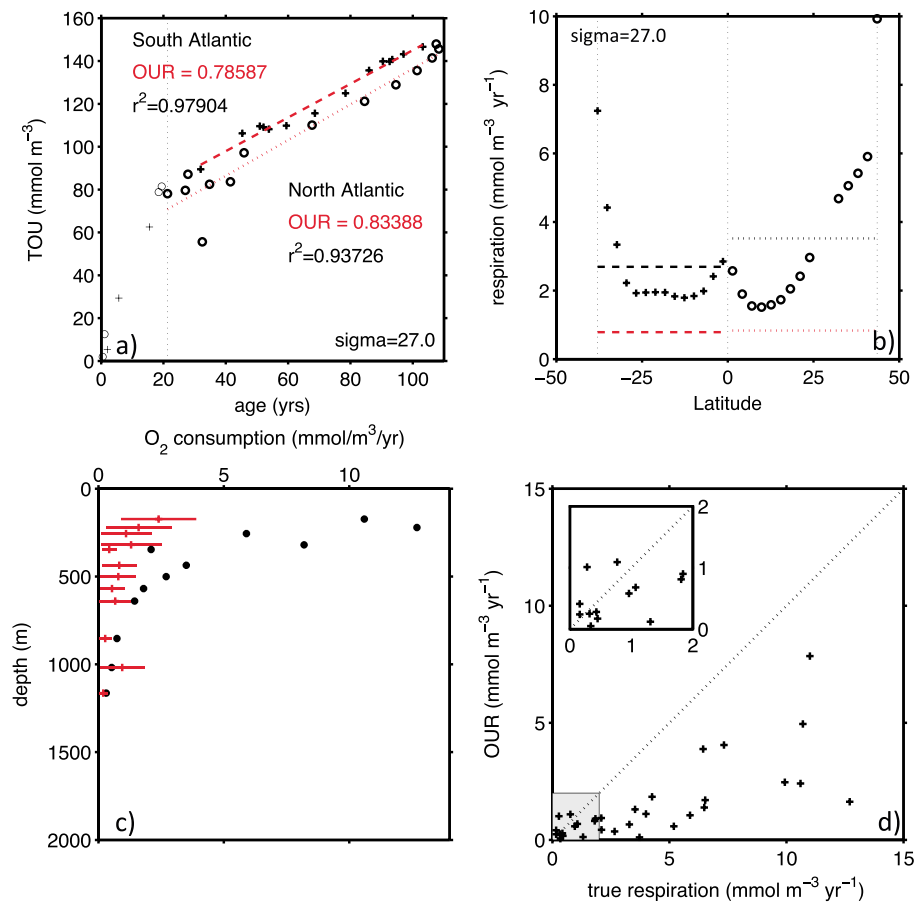 160
140
120
100
80
60
40
20
0
TOU (mmol m⁻³)
South Atlantic
OUR = 0.78587
r²=0.97904
North Atlantic
OUR = 0.83388
r²=0.93726
a)
sigma=27.0
0 20 40 60 80 100
age (yrs)
10
8
6
4
2
0
respiration (mmol m⁻³ yr⁻¹)
sigma=27.0
b)
−50 −25 0 25 50
Latitude
O₂ consumption (mmol/m³/yr)
0 5 10
0
500
1000
1500
2000
depth (m)
c)
15
10
5
0
OUR (mmol m⁻³ yr⁻¹)
2
1
0
0 1 2
d)
0 5 10 15
true respiration (mmol m⁻³ yr⁻¹)